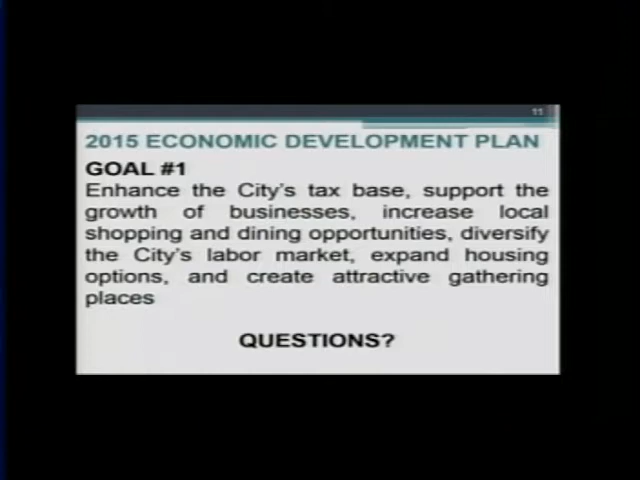 11
2015 ECONOMIC DEVELOPMENT PLAN
GOAL #1
Enhance the City's tax base, support the
growth of businesses, increase local
shopping and dining opportunities, diversify
the City's labor market, expand housing
options, and create attractive gathering
places
QUESTIONS?